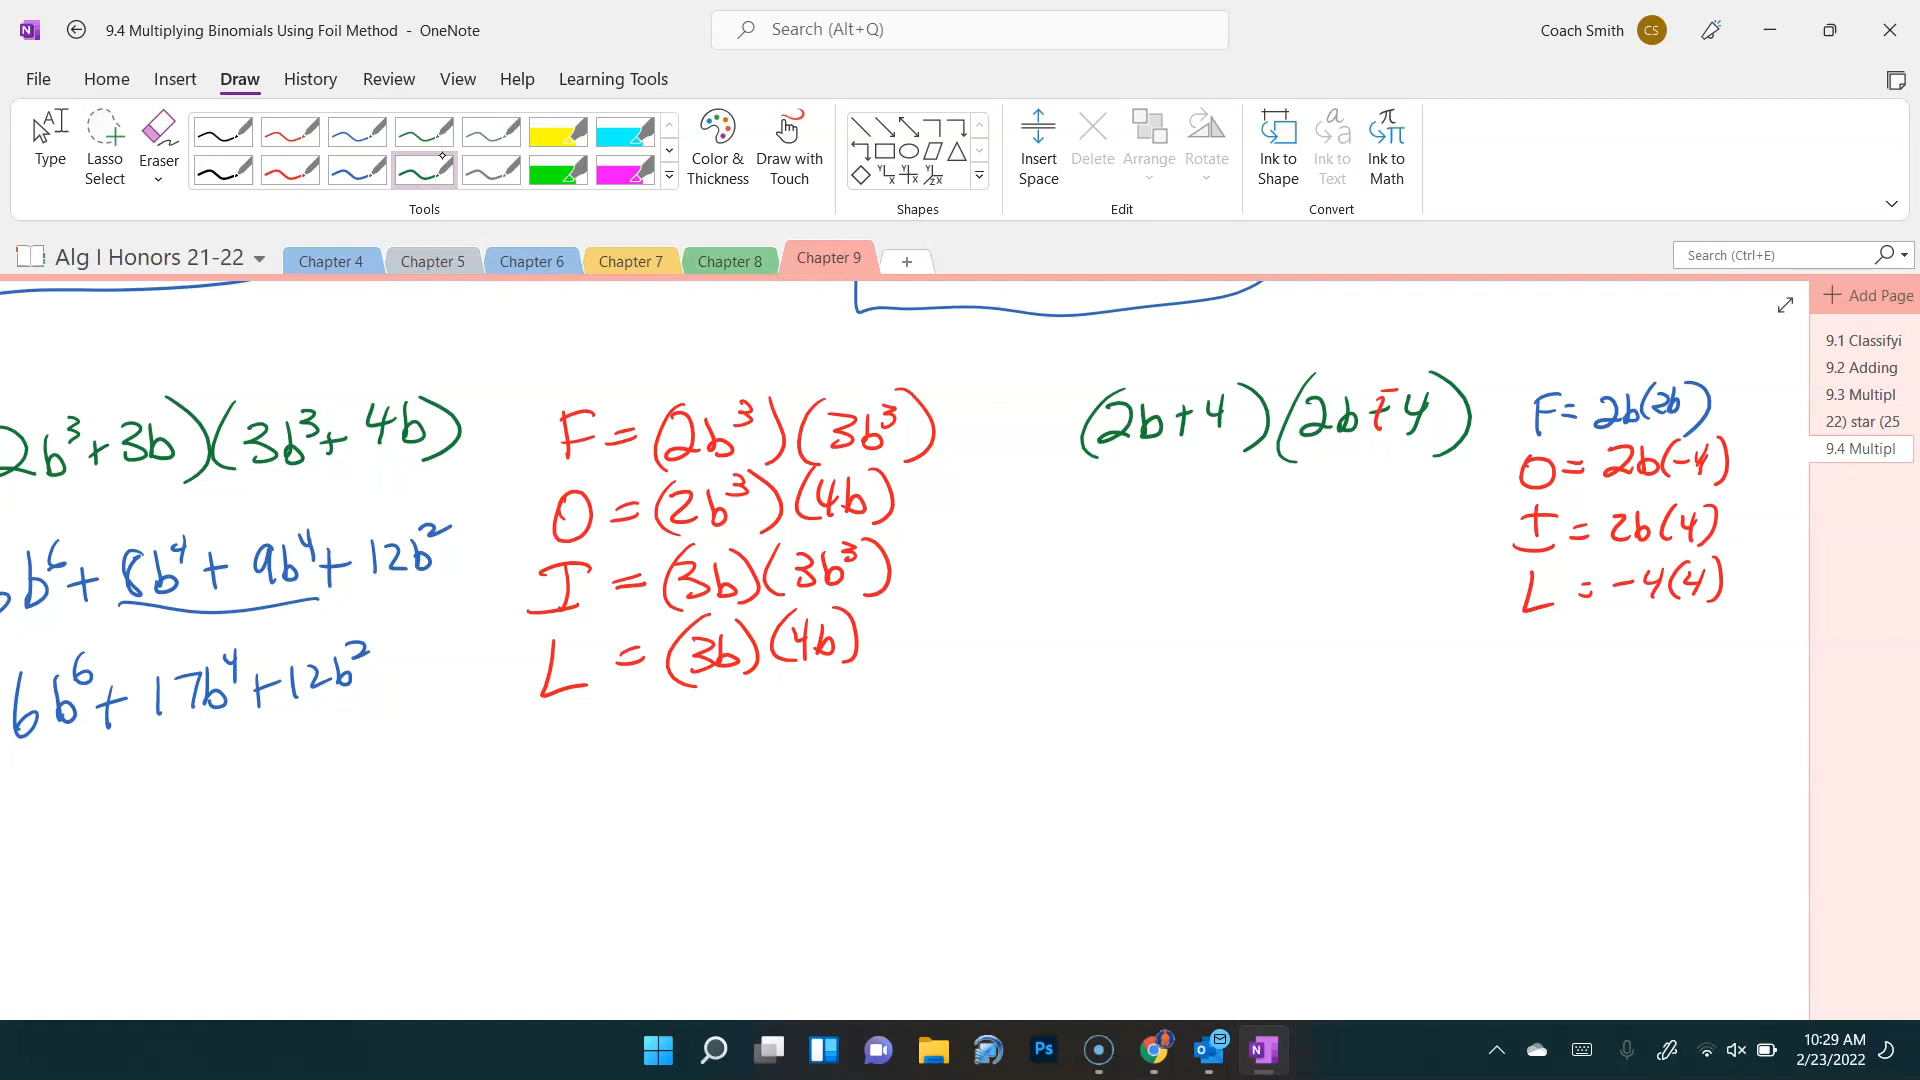 9.4 Multiplying Binomials Using Foil Method - OneNote
Search (Alt+Q)
Coach Smith CS
File Home Insert Draw History Review View Help Learning Tools
Type
Lasso Select
Eraser
Color & Thickness
Draw with Touch
Insert Space
Delete
Arrange
Rotate
Ink to Shape
Ink to Text
Ink to Math
Tools Shapes Edit Convert
Alg I Honors 21-22
Chapter 4 Chapter 5 Chapter 6 Chapter 7 Chapter 8 Chapter 9 +
Search (Ctrl+E)
Add Page
9.1 Classifyi
9.2 Adding
9.3 Multipl
22) star (25
9.4 Multipl
2b³+3b)(3b³+4b)
b⁶+ 8b⁴+ 9b⁴+ 12b²
6b⁶+ 17b⁴+12b²
F = (2b³)(3b³)
O = (2b³)(4b)
I = (3b)(3b³)
L = (3b)(4b)
(2b+4)(2b-4)
F= 2b(2b)
O= 2b(-4)
I = 2b(4)
L = -4(4)
Ps
10:29 AM
2/23/2022